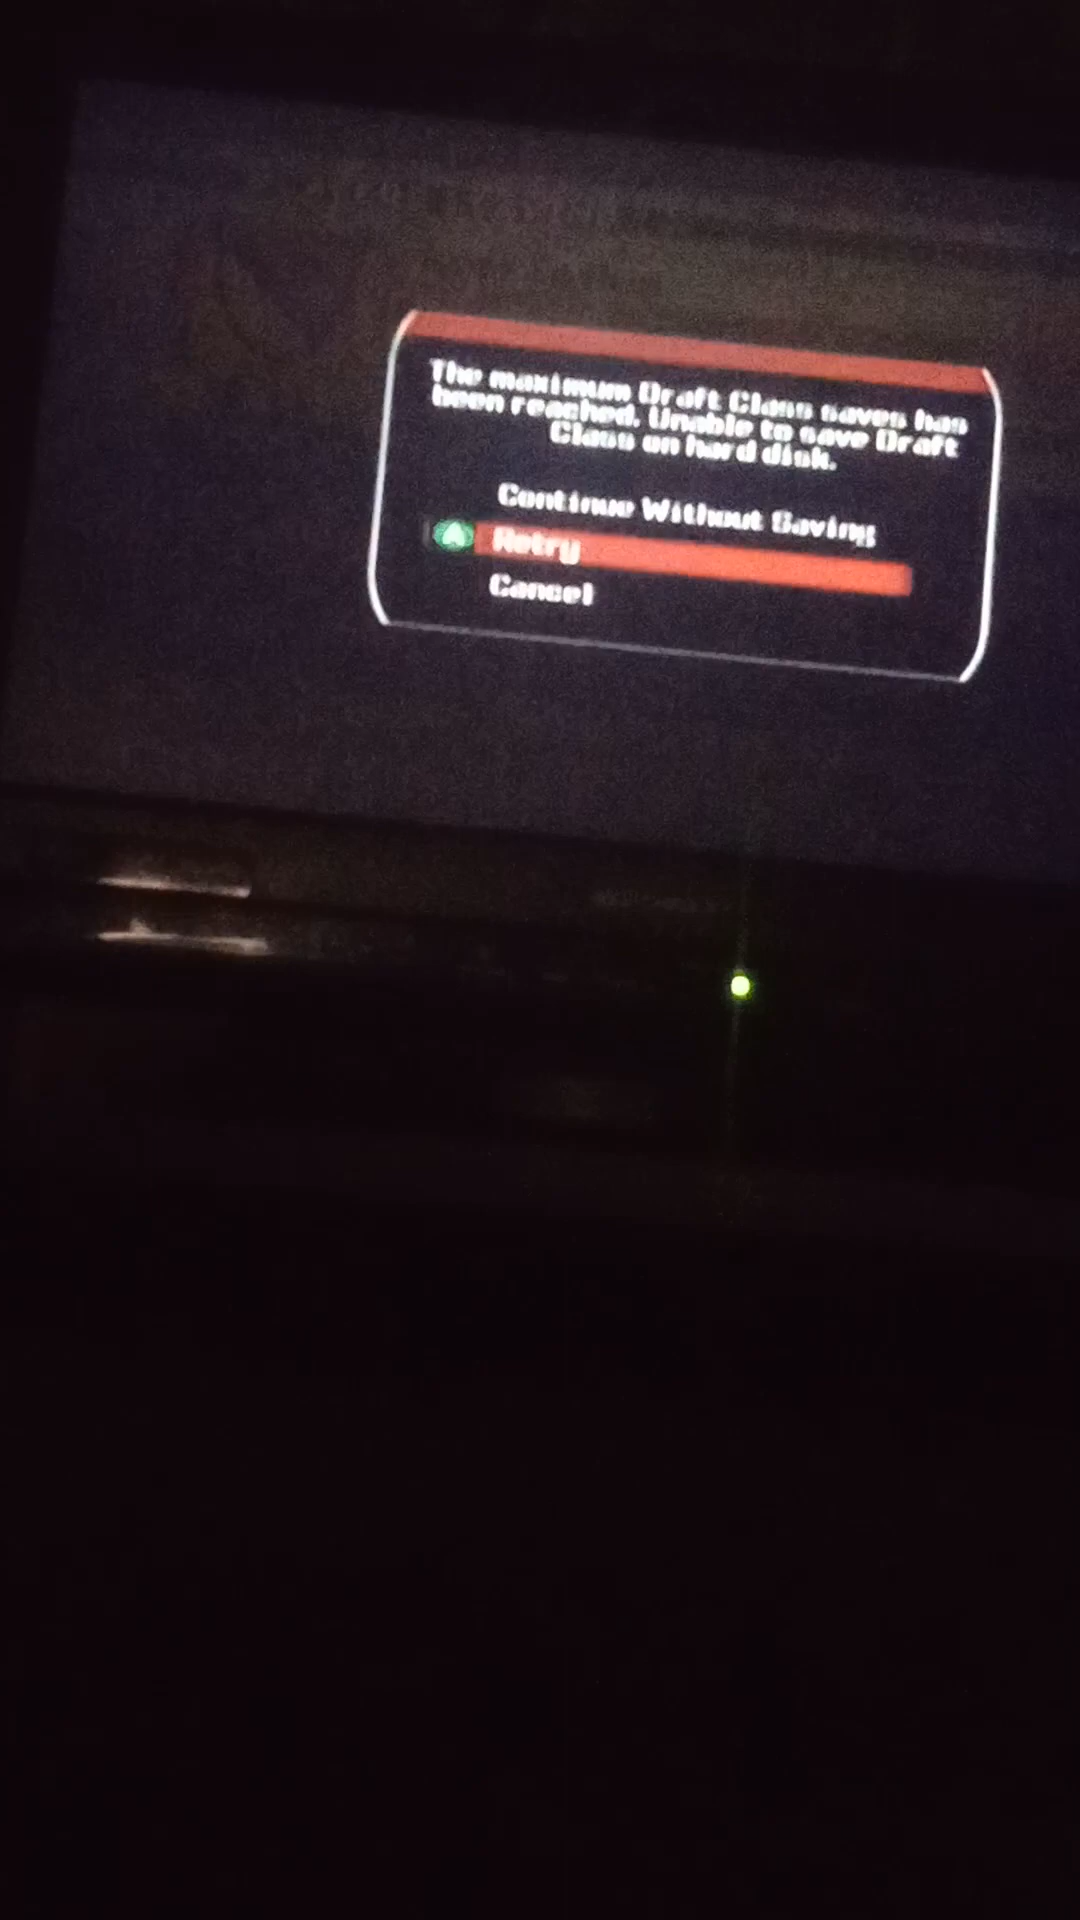 The maximum Draft Class saves has
been reached. Unable to save Draft
Class on hard disk.
Continue Without Saving
A Retry
Cancel